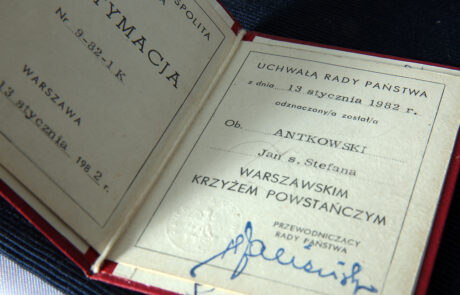 SPOLITA
TYMACJA
Nr 9-82-1 K
WARSZAWA
13 stycznia 1982 r.
UCHWAŁĄ RADY PAŃSTWA
z dnia 13 stycznia 1982 r.
odznaczony/a został/a
Ob. ANTKOWSKI
Jan s. Stefana
WARSZAWSKIM
KRZYŻEM POWSTAŃCZYM
PRZEWODNICZĄCY
RADY PAŃSTWA